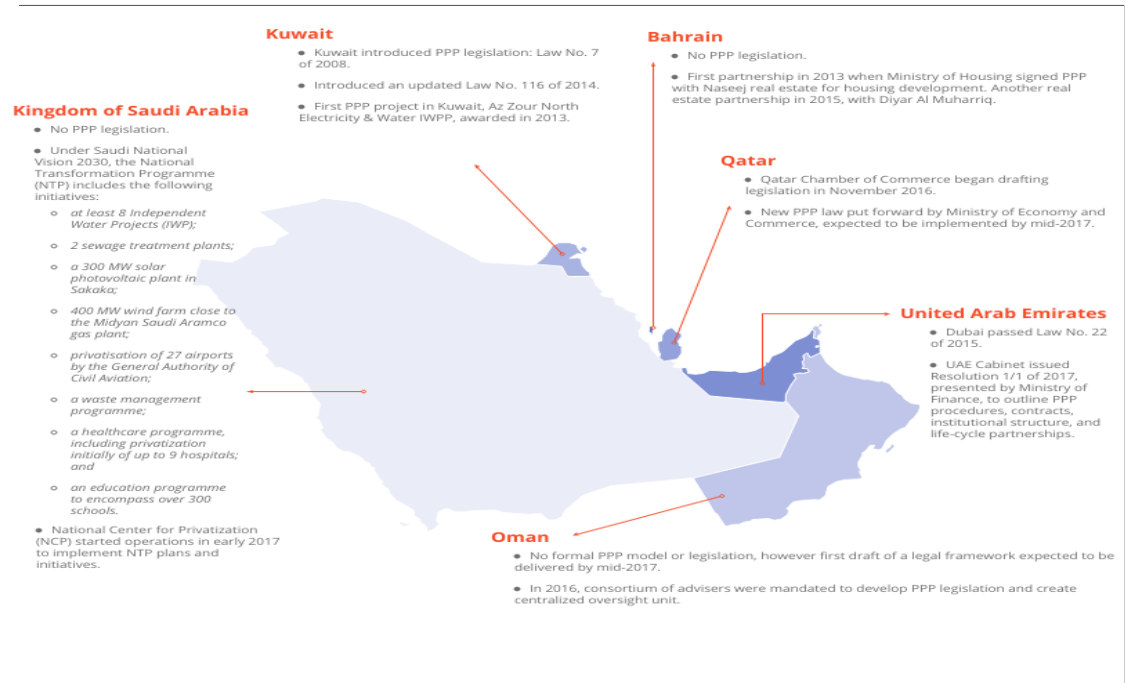 Kuwait
● Kuwait introduced PPP legislation: Law No. 7
of 2008.
● Introduced an updated Law No. 116 of 2014.
● First PPP project in Kuwait, Az Zour North
Electricity & Water IWPP, awarded in 2013.
Bahrain
● No PPP legislation.
● First partnership in 2013 when Ministry of Housing signed PPP
with Naseej real estate for housing development. Another real
estate partnership in 2015, with Diyar Al Muharriq.
Kingdom of Saudi Arabia
● No PPP legislation.
● Under Saudi National
Vision 2030, the National
Transformation Programme
(NTP) includes the following
initiatives:
o at least 8 Independent
Water Projects (IWP);
o 2 sewage treatment plants;
o a 300 MW solar
photovoltaic plant in
Sakaka;
o 400 MW wind farm close to
the Midyan Saudi Aramco
gas plant;
o privatisation of 27 airports
by the General Authority of
Civil Aviation;
o a waste management
programme;
o a healthcare programme,
including privatization
initially of up to 9 hospitals;
and
o an education programme
to encompass over 300
schools.
● National Center for Privatization
(NCP) started operations in early 2017
to implement NTP plans and
initiatives.
Qatar
● Qatar Chamber of Commerce began drafting
legislation in November 2016.
● New PPP law put forward by Ministry of Economy and
Commerce, expected to be implemented by mid-2017.
United Arab Emirates
● Dubai passed Law No. 22
of 2015.
● UAE Cabinet issued
Resolution 1/1 of 2017,
presented by Ministry of
Finance, to outline PPP
procedures, contracts,
institutional structure, and
life-cycle partnerships.
Oman
● No formal PPP model or legislation, however first draft of a legal framework expected to be
delivered by mid-2017.
● In 2016, consortium of advisers were mandated to develop PPP legislation and create
centralized oversight unit.